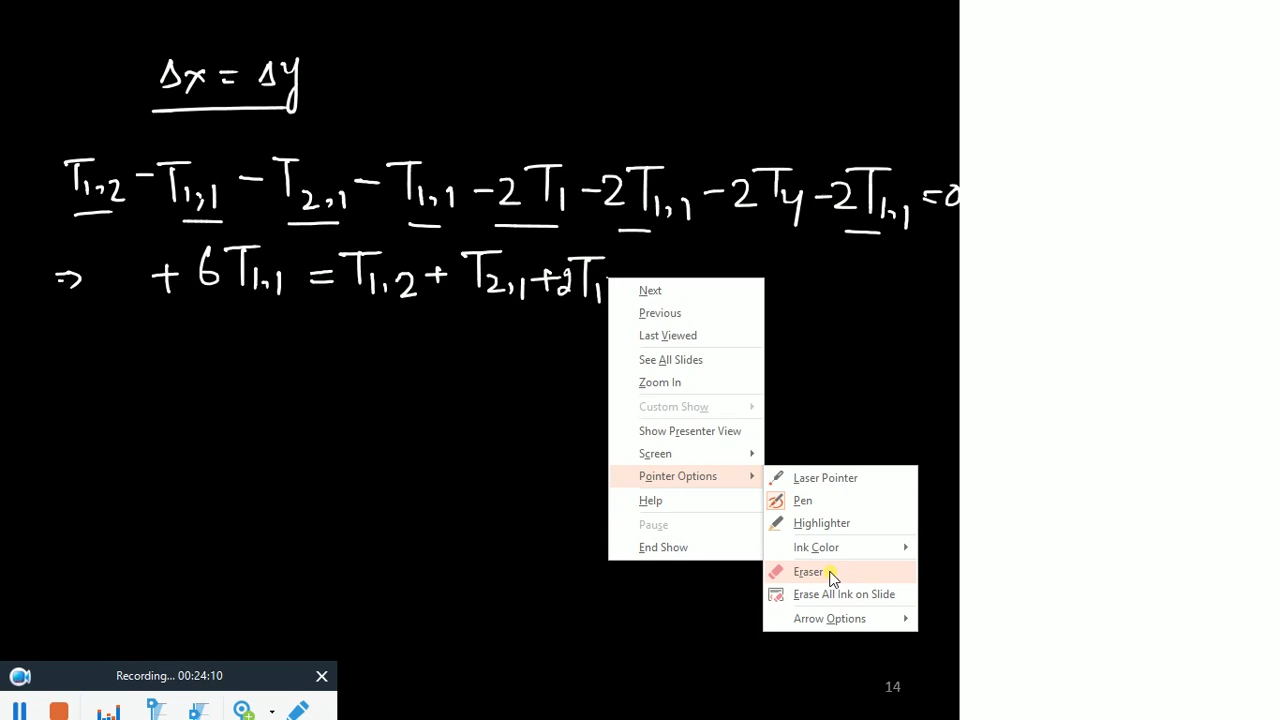 Δx = Δy
T1,2 - T1,1 - T2,1 - T1,1 - 2T1 - 2T1,1 - 2T4 - 2T1,1 = 0
⇒ + 6T1,1 = T1,2 + T2,1 + 2T1
Next
Previous
Last Viewed
See All Slides
Zoom In
Custom Show
Show Presenter View
Screen
Pointer Options
Help
Pause
End Show
Laser Pointer
Pen
Highlighter
Ink Color
Eraser
Erase All Ink on Slide
Arrow Options
Recording... 00:24:10
14